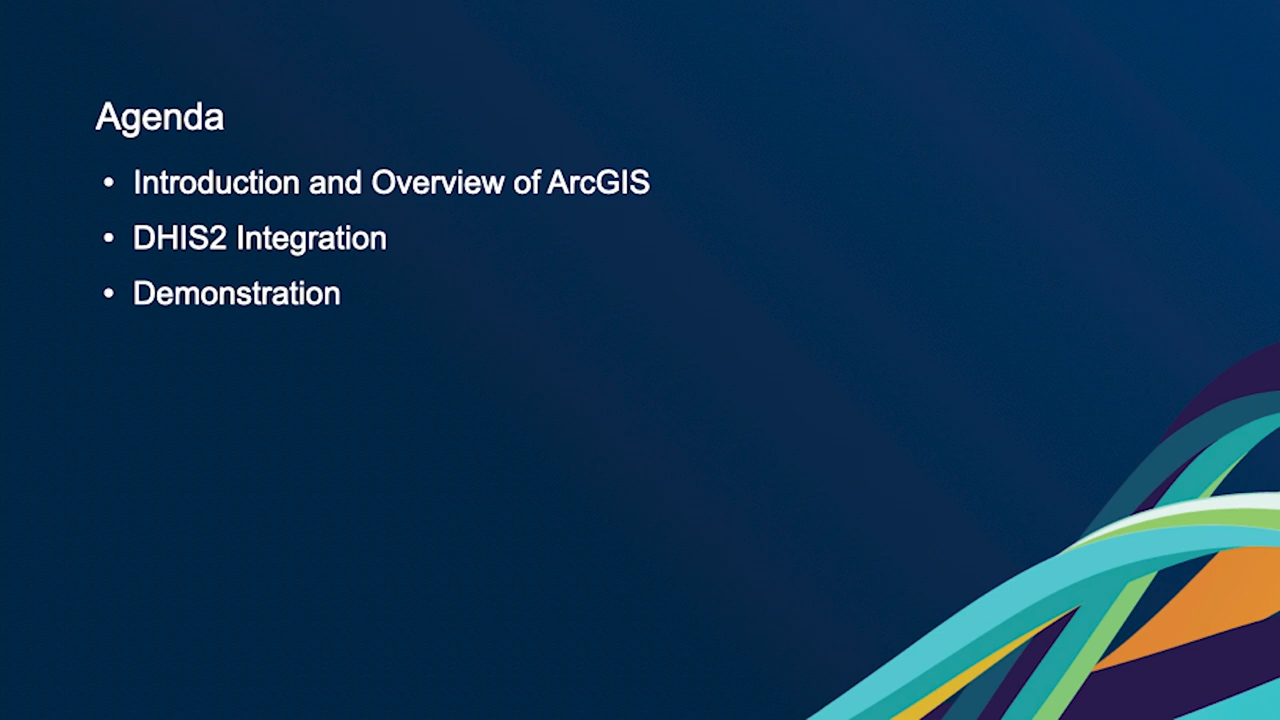 Agenda
• Introduction and Overview of ArcGIS
• DHIS2 Integration
• Demonstration